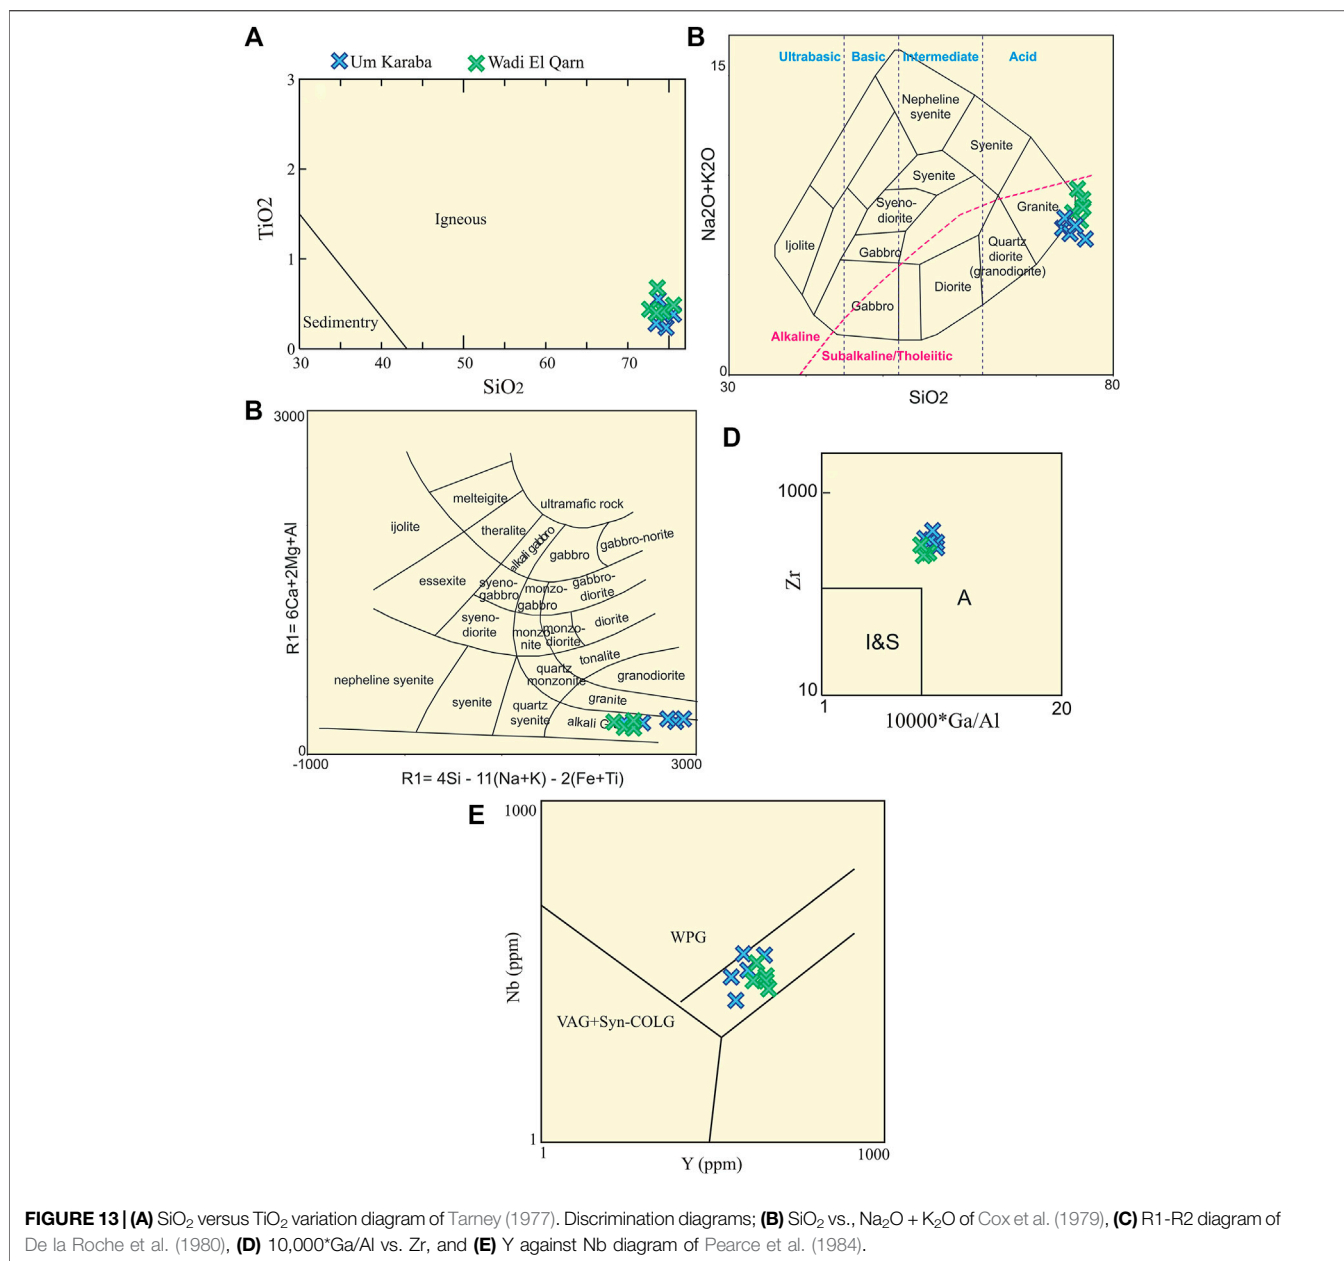 A
Um Karaba
Wadi El Qarn
3
2
1
0
TiO2
Igneous
Sedimentry
30
40
50
60
70
SiO2
B
Ultrabasic
Basic
Intermediate
Acid
15
0
Na2O+K2O
Nepheline
syenite
Syenite
Syenite
Syeno-
diorite
Granite
Ijolite
Gabbro
Quartz
diorite
(granodiorite)
Diorite
Gabbro
Alkaline
Subalkaline/Tholeiitic
30
80
SiO2
B
3000
0
R1= 6Ca+2Mg+Al
melteigite
ultramafic rock
ijolite
theralite
alkali gabbro
gabbro
gabbro-norite
essexite
syeno-
gabbro
monzo-
gabbro
gabbro-
diorite
syeno-
diorite
monzo-
nite
monzo-
diorite
diorite
tonalite
nepheline syenite
quartz
monzonite
granodiorite
syenite
quartz
syenite
granite
alkali G
-1000
3000
R1= 4Si - 11(Na+K) - 2(Fe+Ti)
D
1000
Zr
A
I&S
10
1
20
10000*Ga/Al
E
1000
Nb (ppm)
WPG
VAG+Syn-COLG
1
1
1000
Y (ppm)
FIGURE 13 | (A) SiO₂ versus TiO₂ variation diagram of Tarney (1977). Discrimination diagrams; (B) SiO₂ vs., Na₂O + K₂O of Cox et al. (1979), (C) R1-R2 diagram of
De la Roche et al. (1980), (D) 10,000*Ga/Al vs. Zr, and (E) Y against Nb diagram of Pearce et al. (1984).